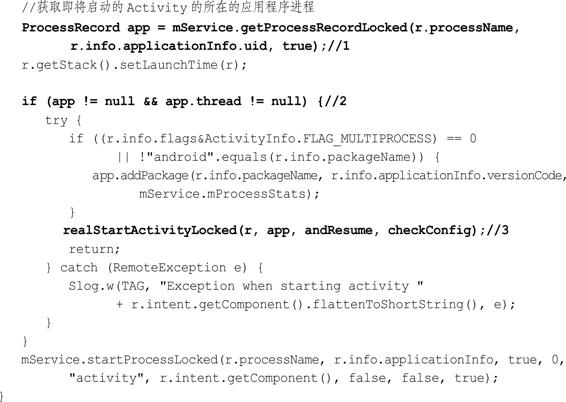 //获取即将启动的 Activity 的所在的应用程序进程
ProcessRecord app = mService.getProcessRecordLocked(r.processName,
r.info.applicationInfo.uid, true);//1
r.getStack().setLaunchTime(r);
if (app != null && app.thread != null) {//2
try {
if ((r.info.flags&ActivityInfo.FLAG_MULTIPROCESS) == 0
|| !"android".equals(r.info.packageName)) {
app.addPackage(r.info.packageName, r.info.applicationInfo.versionCode,
mService.mProcessStats);
}
realStartActivityLocked(r, app, andResume, checkConfig);//3
return;
} catch (RemoteException e) {
Slog.w(TAG, "Exception when starting activity "
+ r.intent.getComponent().flattenToShortString(), e);
}
}
mService.startProcessLocked(r.processName, r.info.applicationInfo, true, 0,
"activity", r.intent.getComponent(), false, false, true);
}